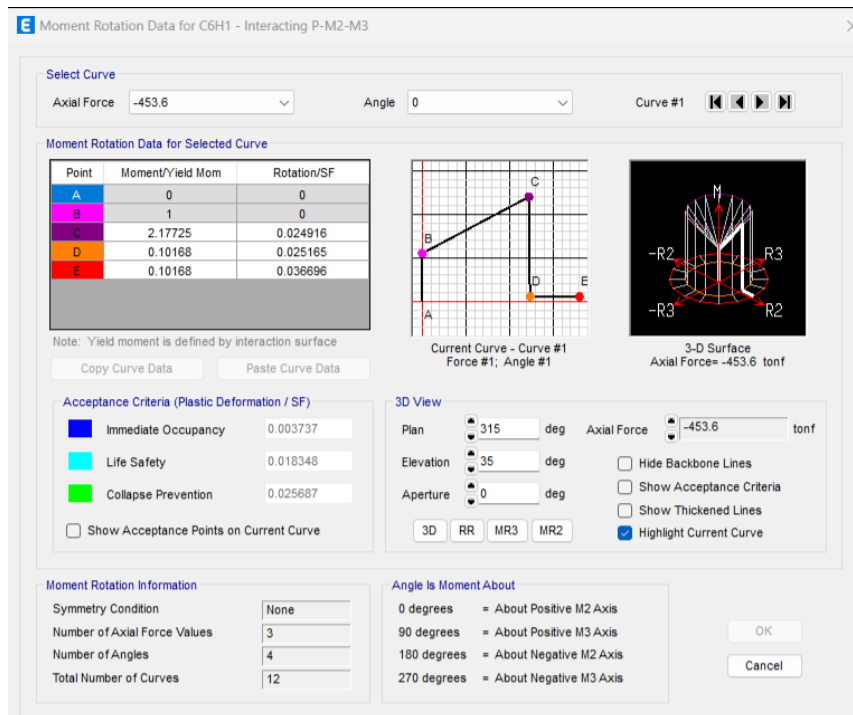 E Moment Rotation Data for C6H1 - Interacting P-M2-M3
Select Curve
Axial Force -453.6 Angle 0 Curve #1
Moment Rotation Data for Selected Curve
Point Moment/Yield Mom Rotation/SF
A 0 0
B 1 0
C 2.17725 0.024916
D 0.10168 0.025165
E 0.10168 0.036696
Note: Yield moment is defined by interaction surface
Copy Curve Data Paste Curve Data
C
B
D E
A
Current Curve - Curve #1
Force #1; Angle #1
M
-R2 R3
-R3 R2
3-D Surface
Axial Force= -453.6 tonf
Acceptance Criteria (Plastic Deformation / SF)
Immediate Occupancy 0.003737
Life Safety 0.018348
Collapse Prevention 0.025687
Show Acceptance Points on Current Curve
3D View
Plan 315 deg Axial Force -453.6 tonf
Elevation 35 deg
Aperture 0 deg
3D RR MR3 MR2
Hide Backbone Lines
Show Acceptance Criteria
Show Thickened Lines
Highlight Current Curve
Moment Rotation Information
Symmetry Condition None
Number of Axial Force Values 3
Number of Angles 4
Total Number of Curves 12
Angle Is Moment About
0 degrees = About Positive M2 Axis
90 degrees = About Positive M3 Axis
180 degrees = About Negative M2 Axis
270 degrees = About Negative M3 Axis
OK
Cancel